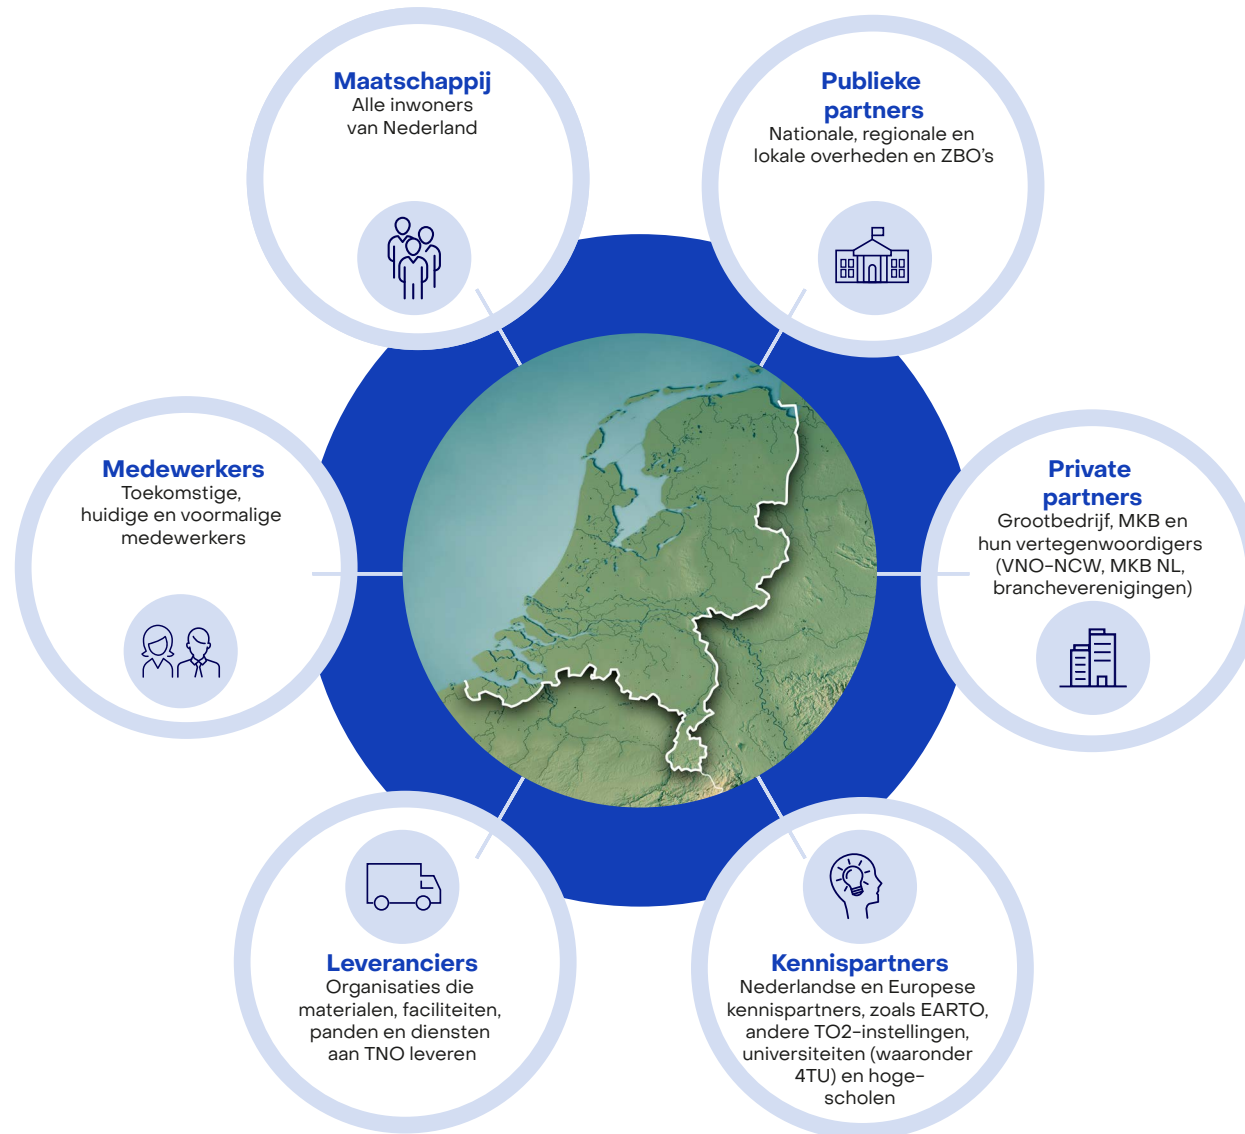 Maatschappij
Alle inwoners
van Nederland
Publieke
partners
Nationale, regionale en
lokale overheden en ZBO's
Medewerkers
Toekomstige,
huidige en voormalige
medewerkers
Private
partners
Grootbedrijf, MKB en
hun vertegenwoordigers
(VNO-NCW, MKB NL,
brancheverenigingen)
Leveranciers
Organisaties die
materialen, faciliteiten,
panden en diensten
aan TNO leveren
Kennispartners
Nederlandse en Europese
kennispartners, zoals EARTO,
andere TO2-instellingen,
universiteiten (waaronder
4TU) en hoge-
scholen